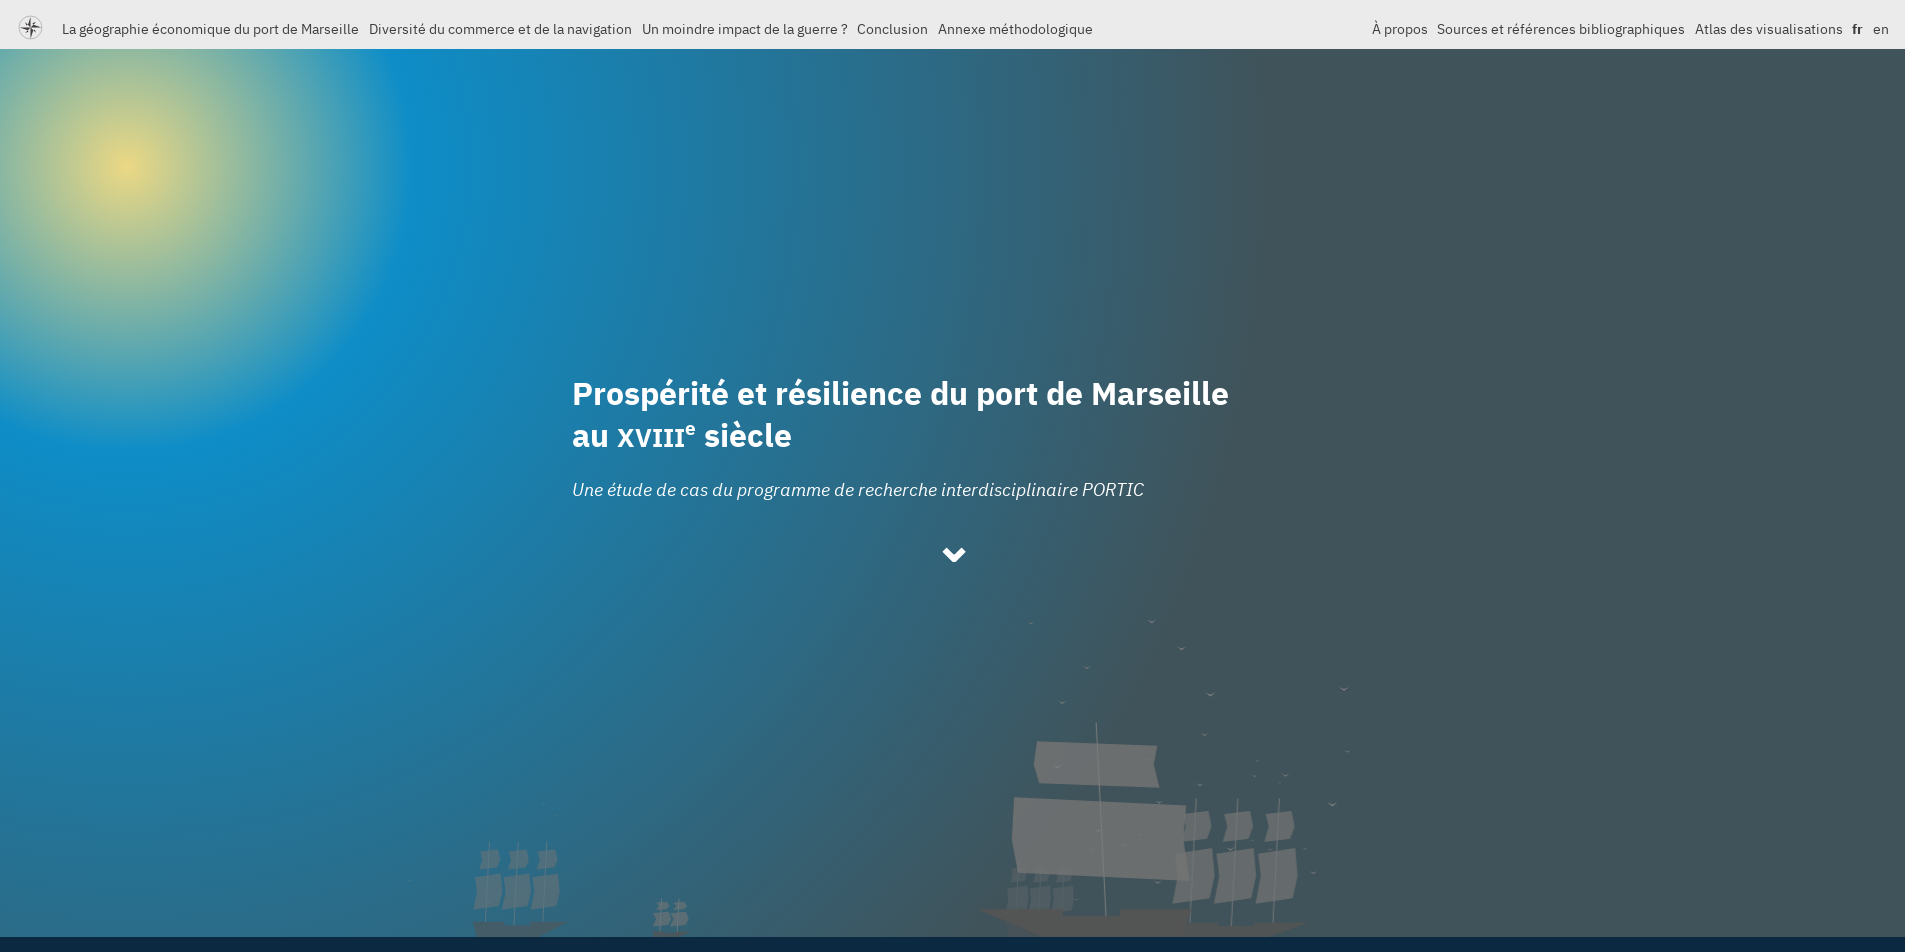 La géographie économique du port de Marseille Diversité du commerce et de la navigation Un moindre impact de la guerre ? Conclusion Annexe méthodologique À propos Sources et références bibliographiques Atlas des visualisations fr en
Prospérité et résilience du port de Marseille
au XVIIIe siècle
Une étude de cas du programme de recherche interdisciplinaire PORTIC